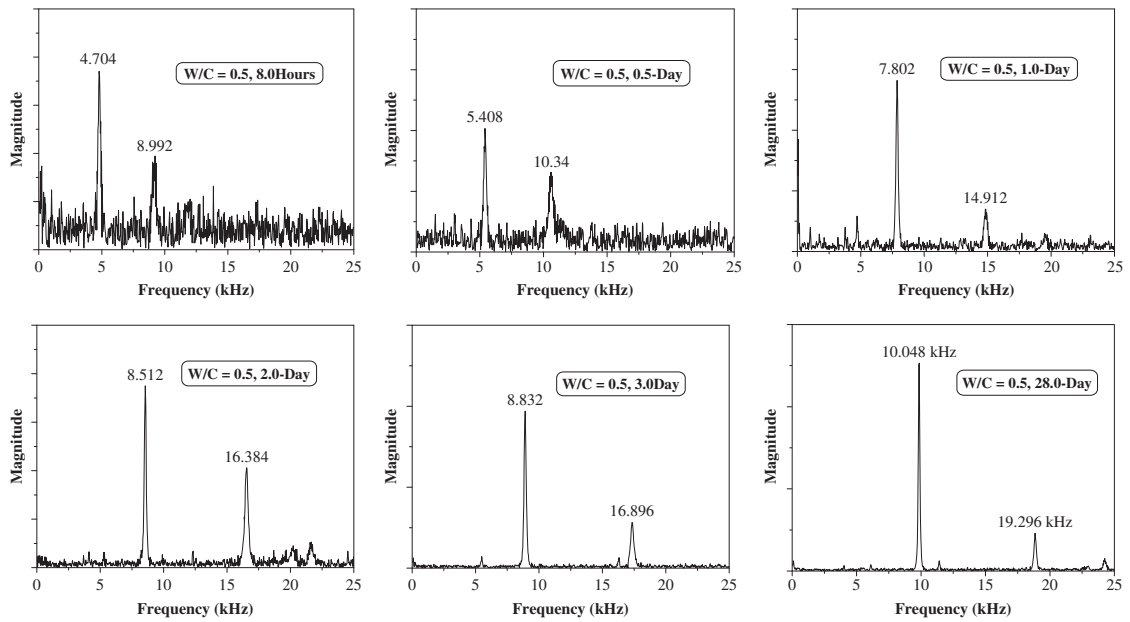 4.704
W/C = 0.5, 8.0Hours
8.992
Magnitude
0 5 10 15 20 25
Frequency (kHz)
W/C = 0.5, 0.5-Day
5.408
10.34
Magnitude
0 5 10 15 20 25
Frequency (kHz)
7.802
W/C = 0.5, 1.0-Day
14.912
Magnitude
0 5 10 15 20 25
Frequency (kHz)
8.512
W/C = 0.5, 2.0-Day
16.384
Magnitude
0 5 10 15 20 25
Frequency (kHz)
W/C = 0.5, 3.0Day
8.832
16.896
Magnitude
0 5 10 15 20 25
Frequency (kHz)
10.048 kHz
W/C = 0.5, 28.0-Day
19.296 kHz
Magnitude
0 5 10 15 20 25
Frequency (kHz)